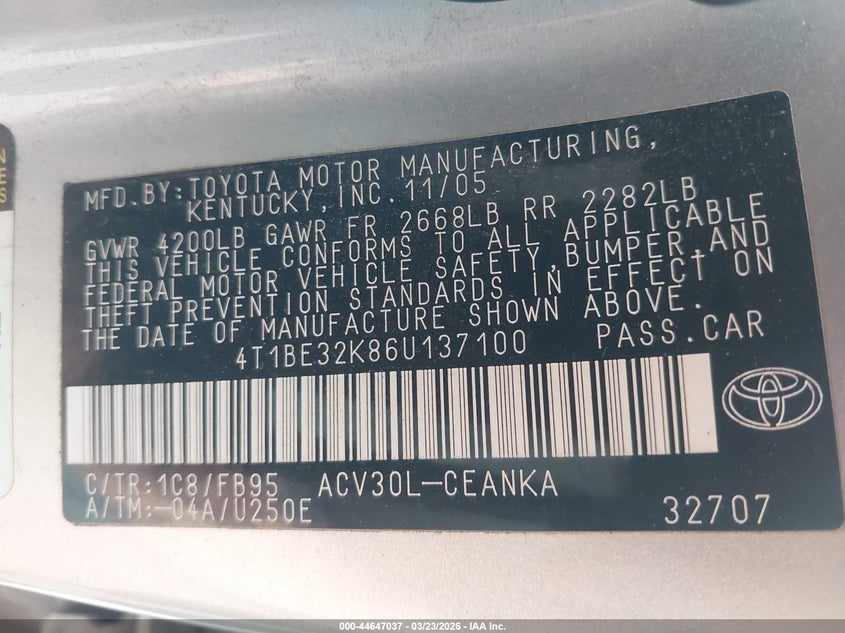 MFD.BY:TOYOTA MOTOR MANUFACTURING,
KENTUCKY,INC.11/05
GVWR 4200LB GAWR FR 2668LB RR 2282LB
THIS VEHICLE CONFORMS TO ALL APPLICABLE
FEDERAL MOTOR VEHICLE SAFETY,BUMPER,AND
THEFT PREVENTION STANDARDS IN EFFECT ON
THE DATE OF MANUFACTURE SHOWN ABOVE.
4T1BE32K86U137100 PASS.CAR
C/TR:1C8/FB95 ACV30L-CEANKA
A/TM:-04A/U250E 32707
000-44647037 - 03/23/2026 - IAA Inc.